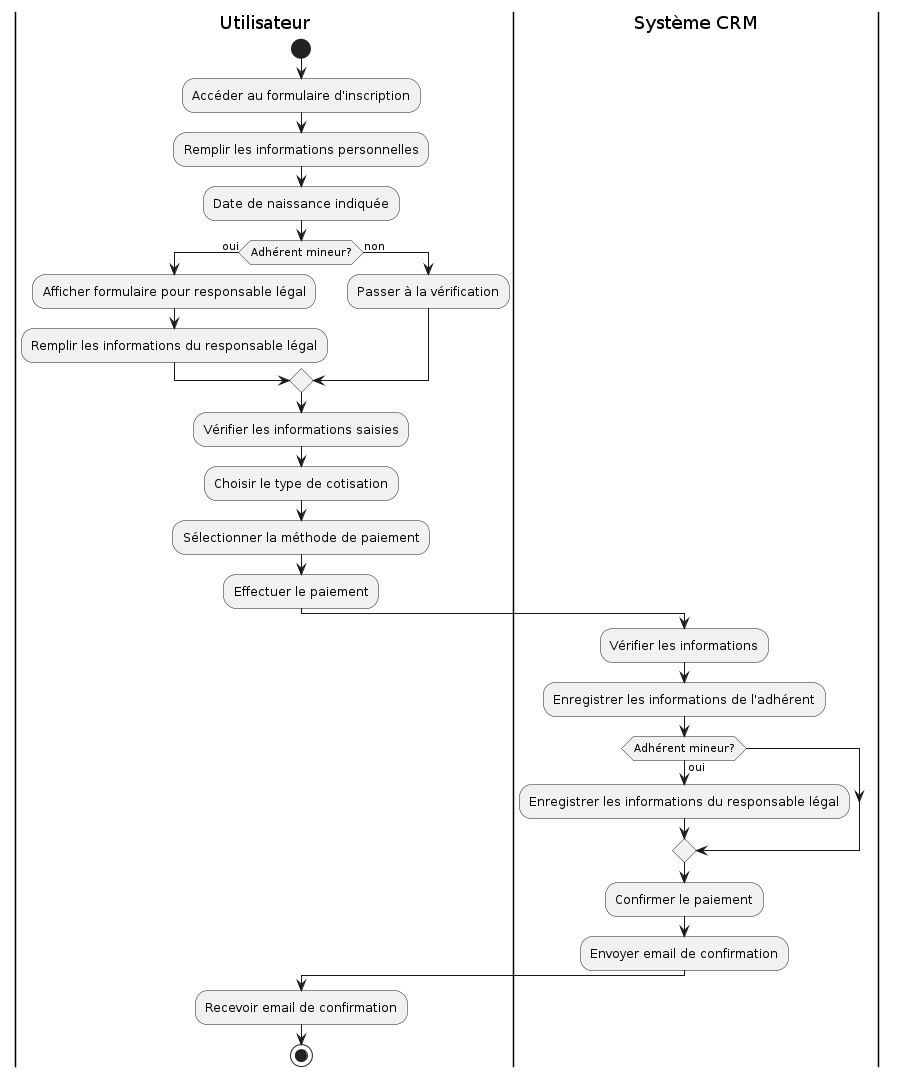 Utilisateur
Système CRM
Accéder au formulaire d'inscription
Remplir les informations personnelles
Date de naissance indiquée
oui
Adhérent mineur?
non
Afficher formulaire pour responsable légal
Passer à la vérification
Remplir les informations du responsable légal
Vérifier les informations saisies
Choisir le type de cotisation
Sélectionner la méthode de paiement
Effectuer le paiement
Vérifier les informations
Enregistrer les informations de l'adhérent
Adhérent mineur?
oui
Enregistrer les informations du responsable légal
Confirmer le paiement
Envoyer email de confirmation
Recevoir email de confirmation